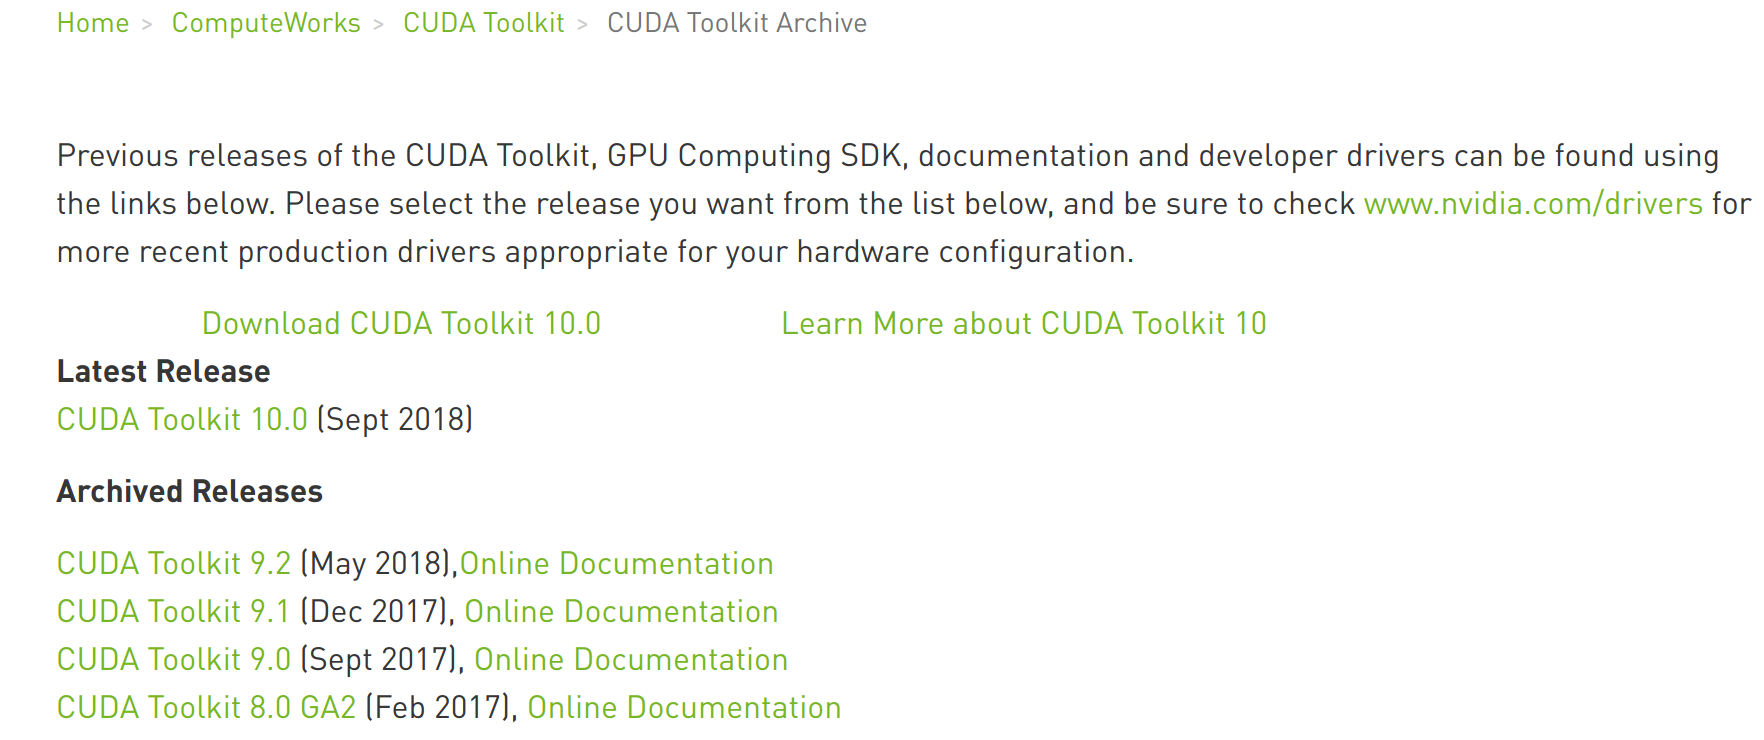 Home > ComputeWorks > CUDA Toolkit > CUDA Toolkit Archive
Previous releases of the CUDA Toolkit, GPU Computing SDK, documentation and developer drivers can be found using
the links below. Please select the release you want from the list below, and be sure to check www.nvidia.com/drivers for
more recent production drivers appropriate for your hardware configuration.
Download CUDA Toolkit 10.0 Learn More about CUDA Toolkit 10
Latest Release
CUDA Toolkit 10.0 (Sept 2018)
Archived Releases
CUDA Toolkit 9.2 (May 2018),Online Documentation
CUDA Toolkit 9.1 (Dec 2017), Online Documentation
CUDA Toolkit 9.0 (Sept 2017), Online Documentation
CUDA Toolkit 8.0 GA2 (Feb 2017), Online Documentation